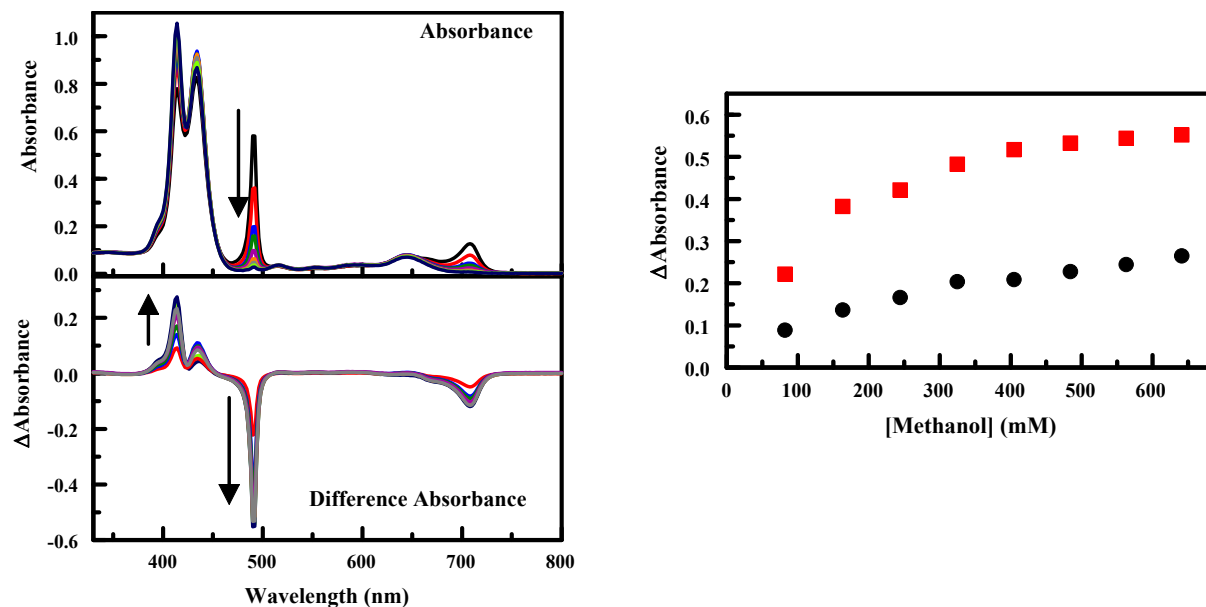 Absorbance
Absorbance
1.0
0.8
0.6
0.4
0.2
0.0
ΔAbsorbance
Difference Absorbance
0.2
0.0
-0.2
-0.4
-0.6
400 500 600 700 800
Wavelength (nm)
ΔAbsorbance
0.6
0.5
0.4
0.3
0.2
0.1
0.0
0 100 200 300 400 500 600
[Methanol] (mM)